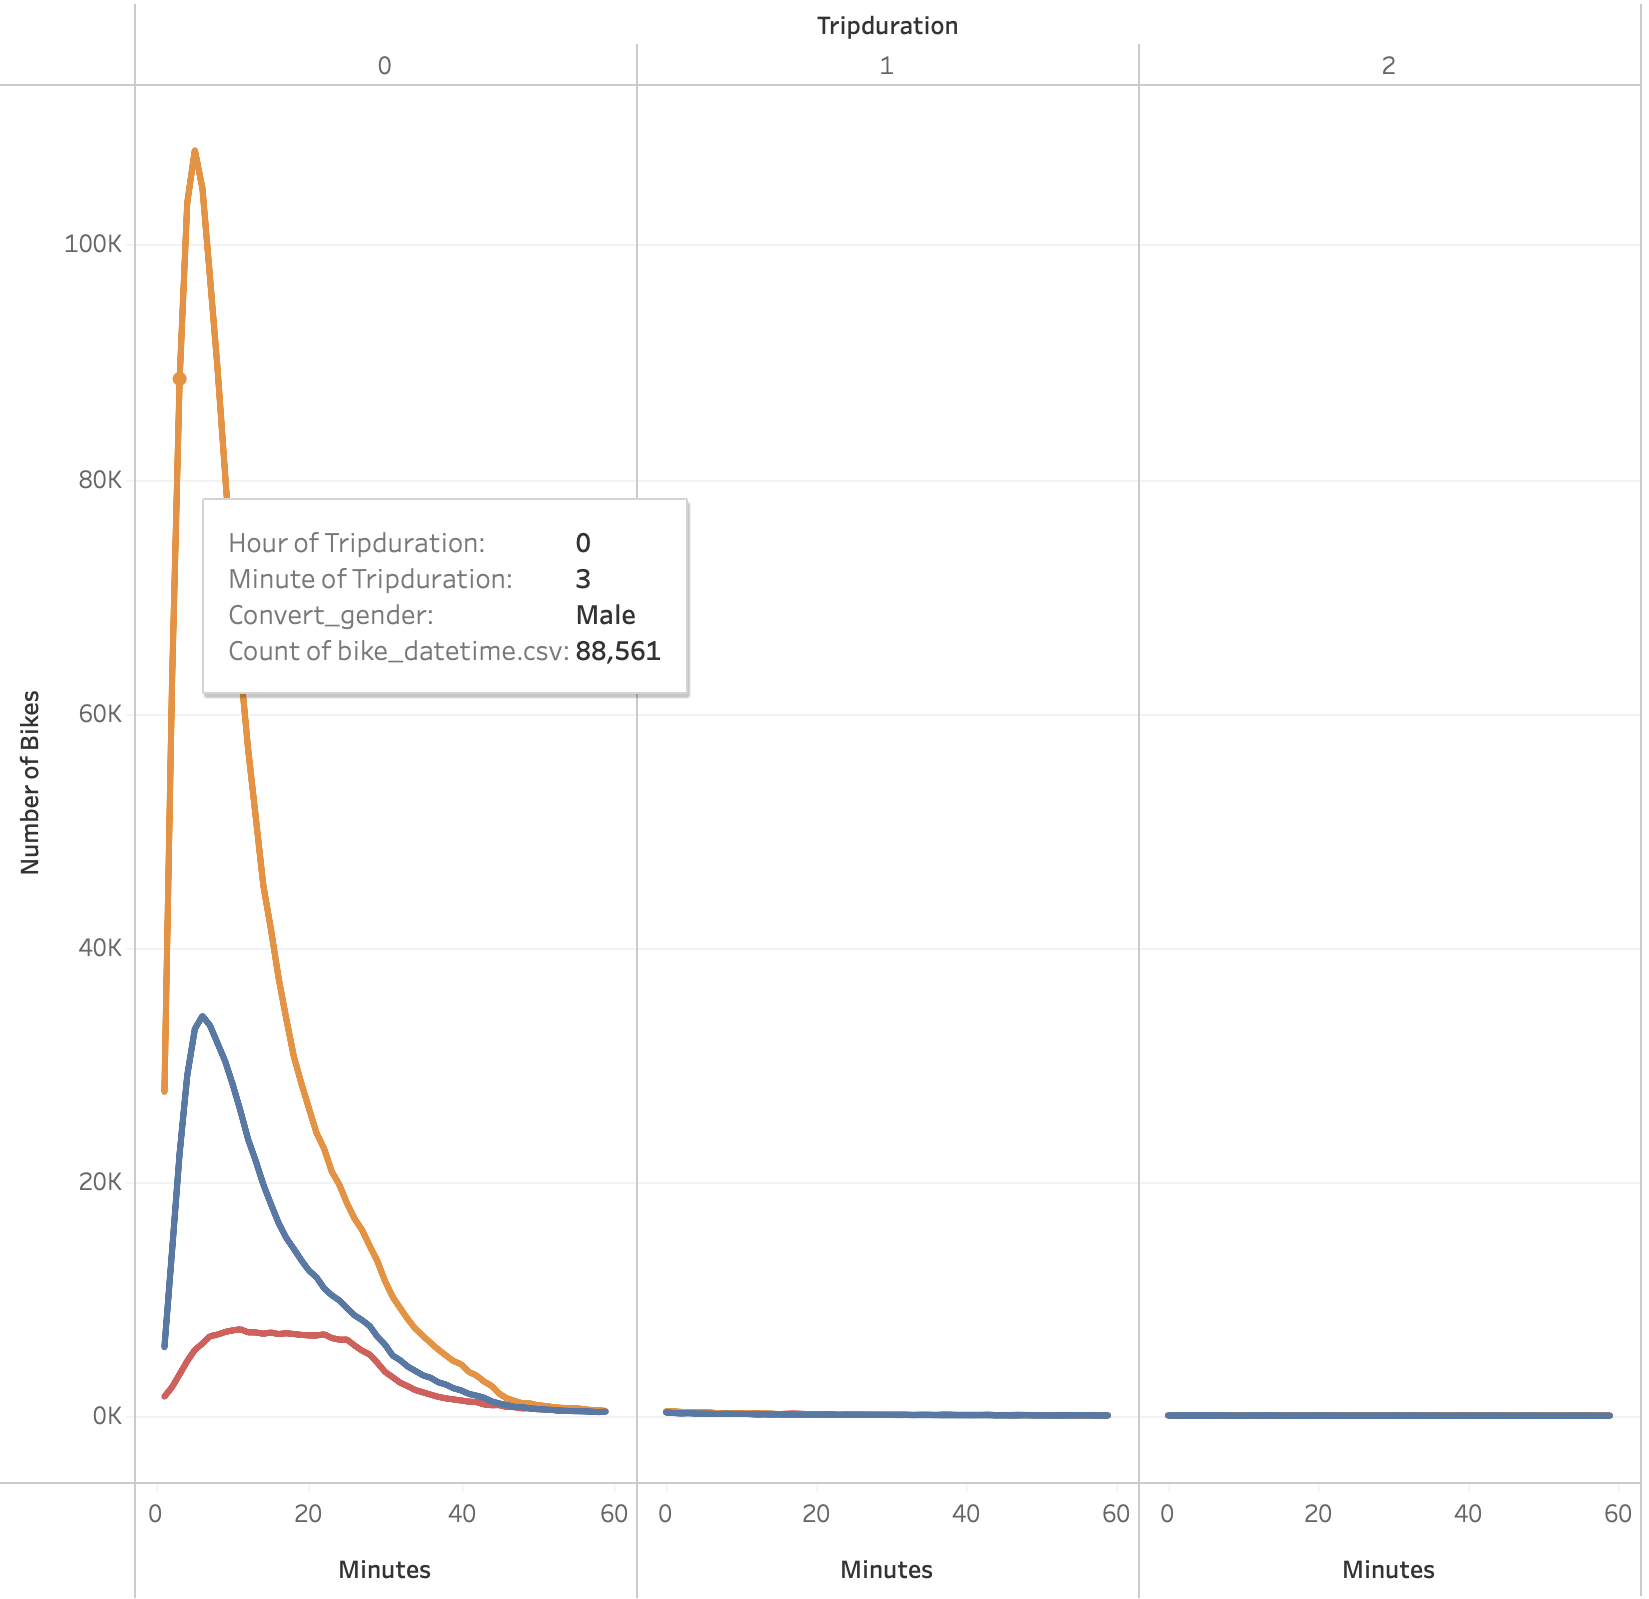 Tripduration
0 1 2
100K
80K
Hour of Tripduration: 0
Minute of Tripduration: 3
Convert_gender: Male
Count of bike_datetime.csv: 88,561
60K
Number of Bikes
40K
20K
0K
0 20 40 60 0 20 40 60 0 20 40 60
Minutes Minutes Minutes